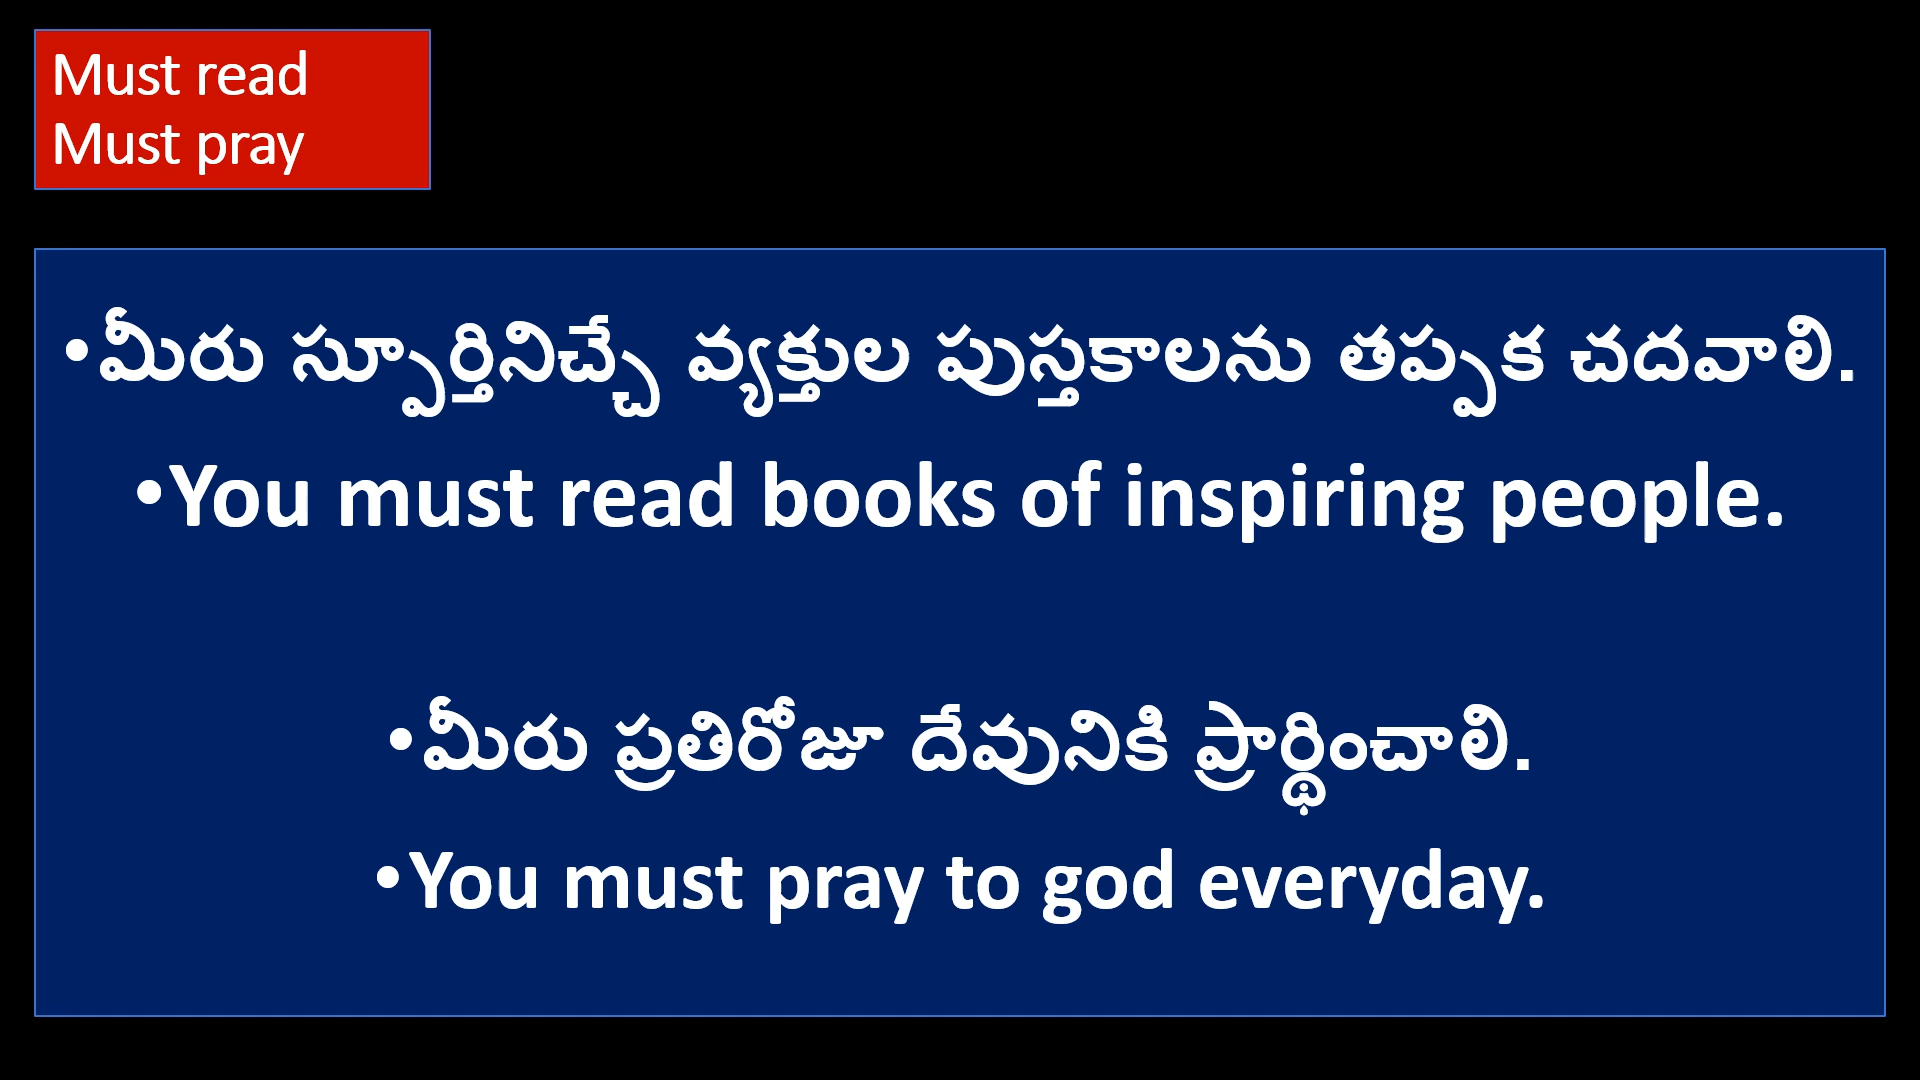 Must read
Must pray
•మీరు స్పూర్తినిచ్చే వ్యక్తుల పుస్తకాలను తప్పక చదవాలి.
•You must read books of inspiring people.
•మీరు ప్రతిరోజూ దేవునికి ప్రార్థించాలి.
•You must pray to god everyday.